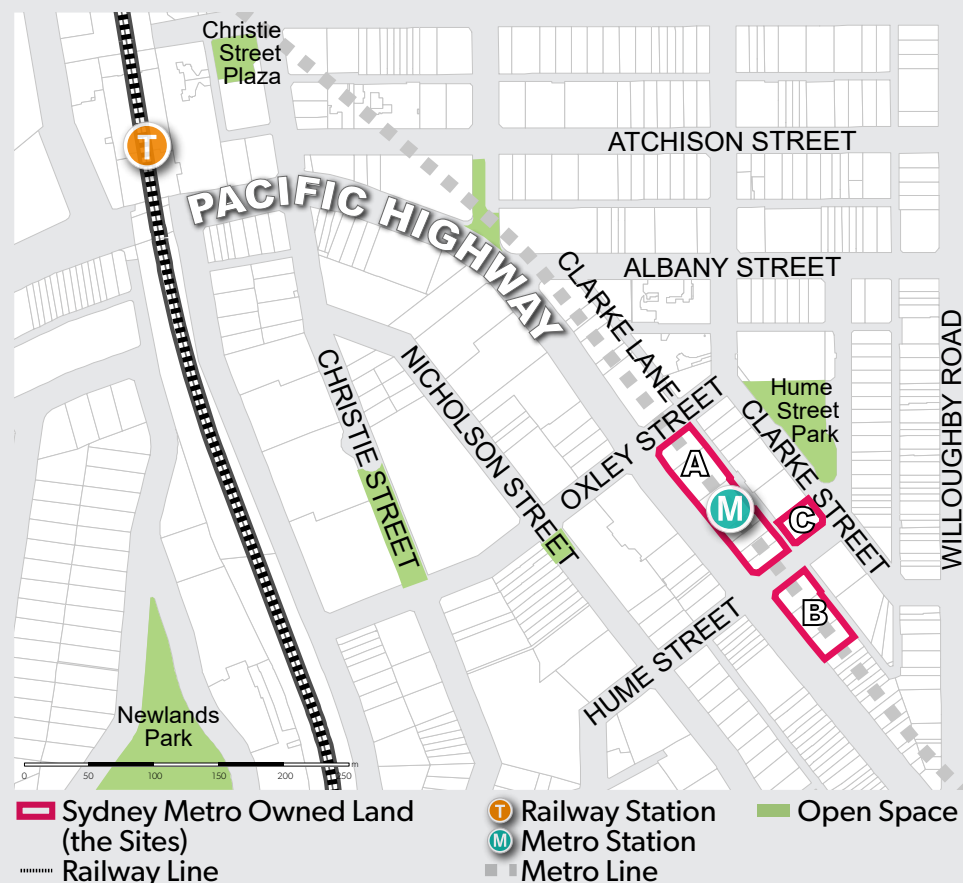 Christie
Street
Plaza
T
ATCHISON STREET
PACIFIC HIGHWAY
ALBANY STREET
CLARKE LANE
WILLOUGHBY ROAD
CHRISTIE STREET
NICHOLSON STREET
OXLEY STREET
Hume
Street
Park
CLARKE STREET
A
M
C
B
HUME STREET
Newlands
Park
0 50 100 150 200 250 m
Sydney Metro Owned Land
(the Sites)
Railway Line
T Railway Station
M Metro Station
Metro Line
Open Space